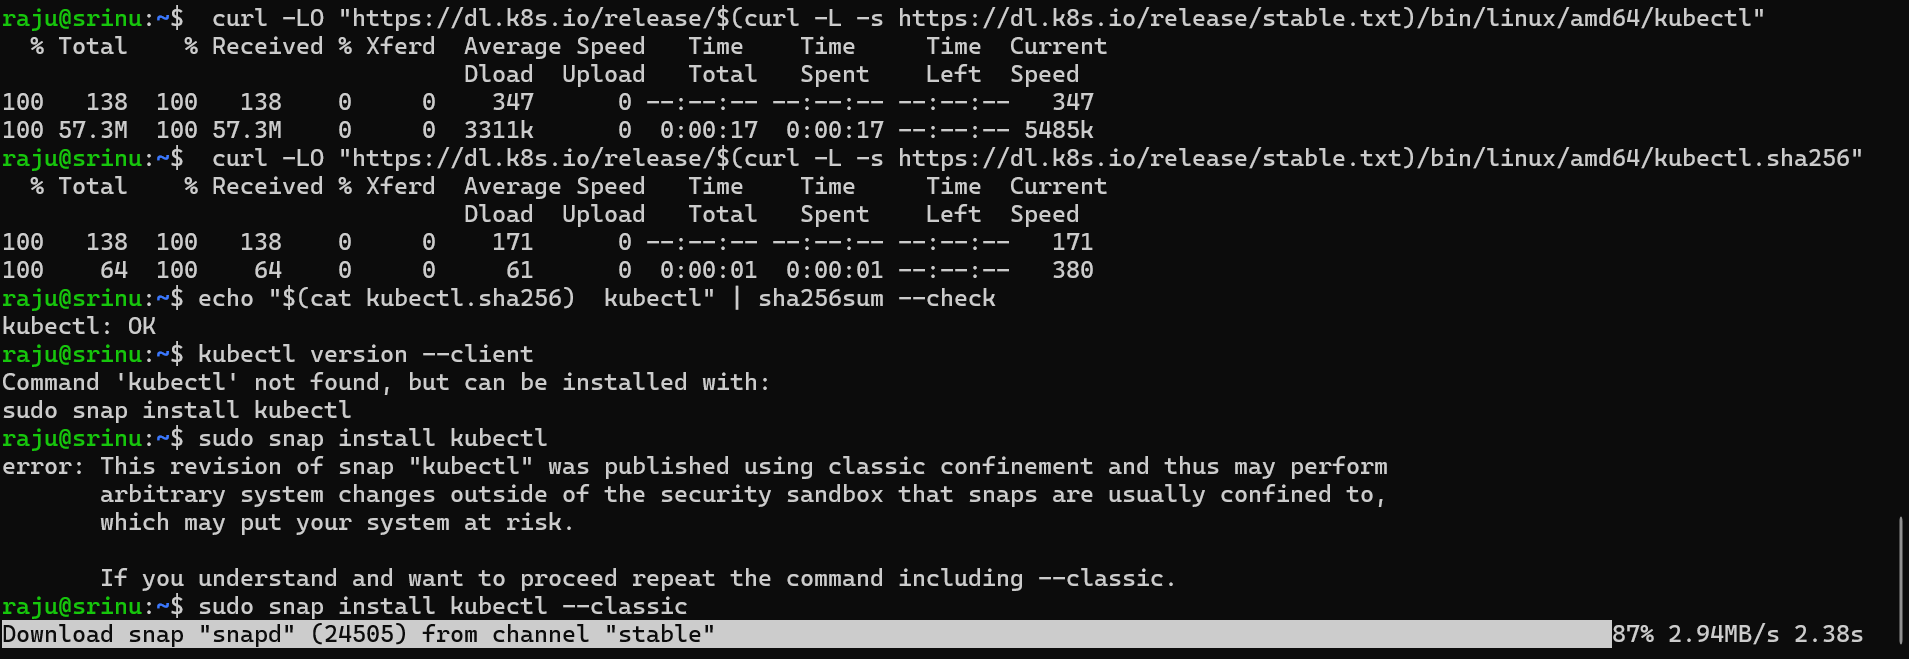 raju@srinu:~$  curl -LO "https://dl.k8s.io/release/$(curl -L -s https://dl.k8s.io/release/stable.txt)/bin/linux/amd64/kubectl"
  % Total    % Received % Xferd  Average Speed   Time    Time     Time  Current
                                 Dload  Upload   Total   Spent    Left  Speed
100   138  100   138    0     0    347      0 --:--:-- --:--:-- --:--:--   347
100 57.3M  100 57.3M    0     0  3311k      0  0:00:17  0:00:17 --:--:-- 5485k
raju@srinu:~$  curl -LO "https://dl.k8s.io/release/$(curl -L -s https://dl.k8s.io/release/stable.txt)/bin/linux/amd64/kubectl.sha256"
  % Total    % Received % Xferd  Average Speed   Time    Time     Time  Current
                                 Dload  Upload   Total   Spent    Left  Speed
100   138  100   138    0     0    171      0 --:--:-- --:--:-- --:--:--   171
100    64  100    64    0     0     61      0  0:00:01  0:00:01 --:--:--   380
raju@srinu:~$ echo "$(cat kubectl.sha256)  kubectl" | sha256sum --check
kubectl: OK
raju@srinu:~$ kubectl version --client
Command 'kubectl' not found, but can be installed with:
sudo snap install kubectl
raju@srinu:~$ sudo snap install kubectl
error: This revision of snap "kubectl" was published using classic confinement and thus may perform
       arbitrary system changes outside of the security sandbox that snaps are usually confined to,
       which may put your system at risk.

       If you understand and want to proceed repeat the command including --classic.
raju@srinu:~$ sudo snap install kubectl --classic
Download snap "snapd" (24505) from channel "stable" 87% 2.94MB/s 2.38s